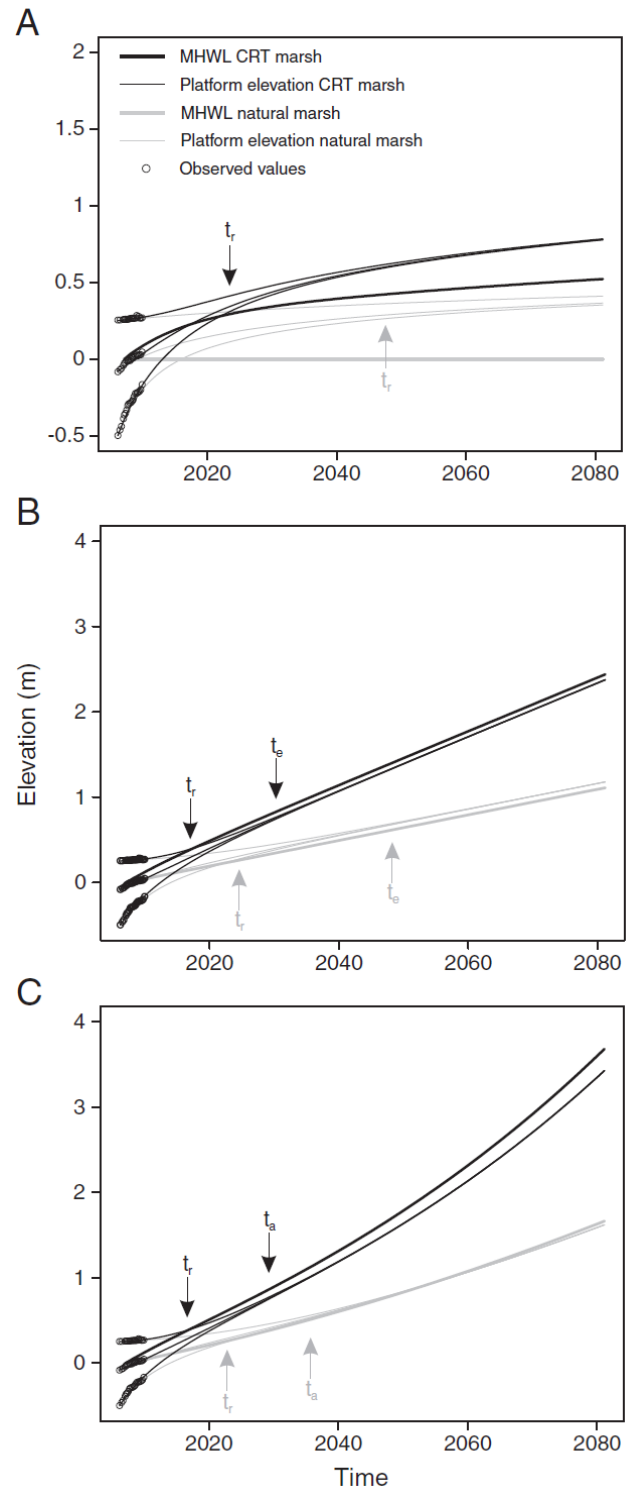 A
2
MHWL CRT marsh
Platform elevation CRT marsh
1.5
MHWL natural marsh
Platform elevation natural marsh
Observed values
1
tr
0.5
0
tr
-0.5
2020 2040 2060 2080
B
4
3
2
te
1
tr
0
tr
te
2020 2040 2060 2080
Elevation (m)
C
4
3
2
ta
1
tr
0
tr
ta
2020 2040 2060 2080
Time